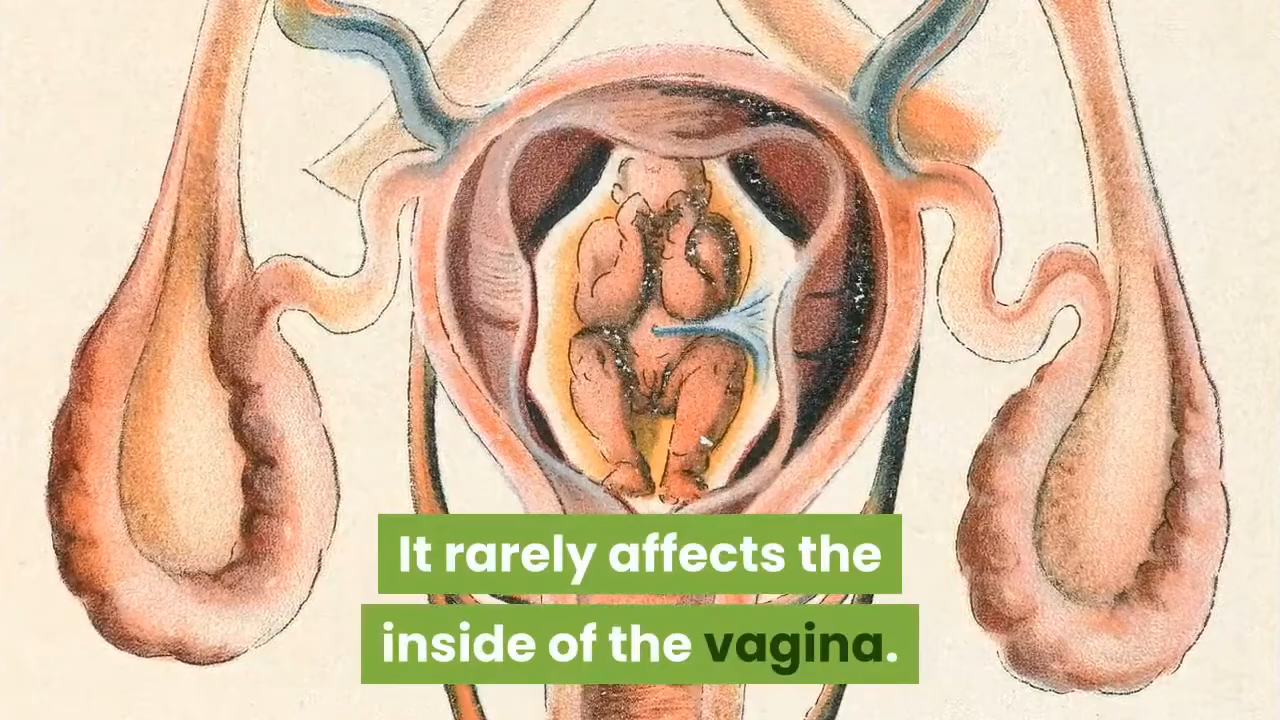 It rarely affects the
inside of the vagina.